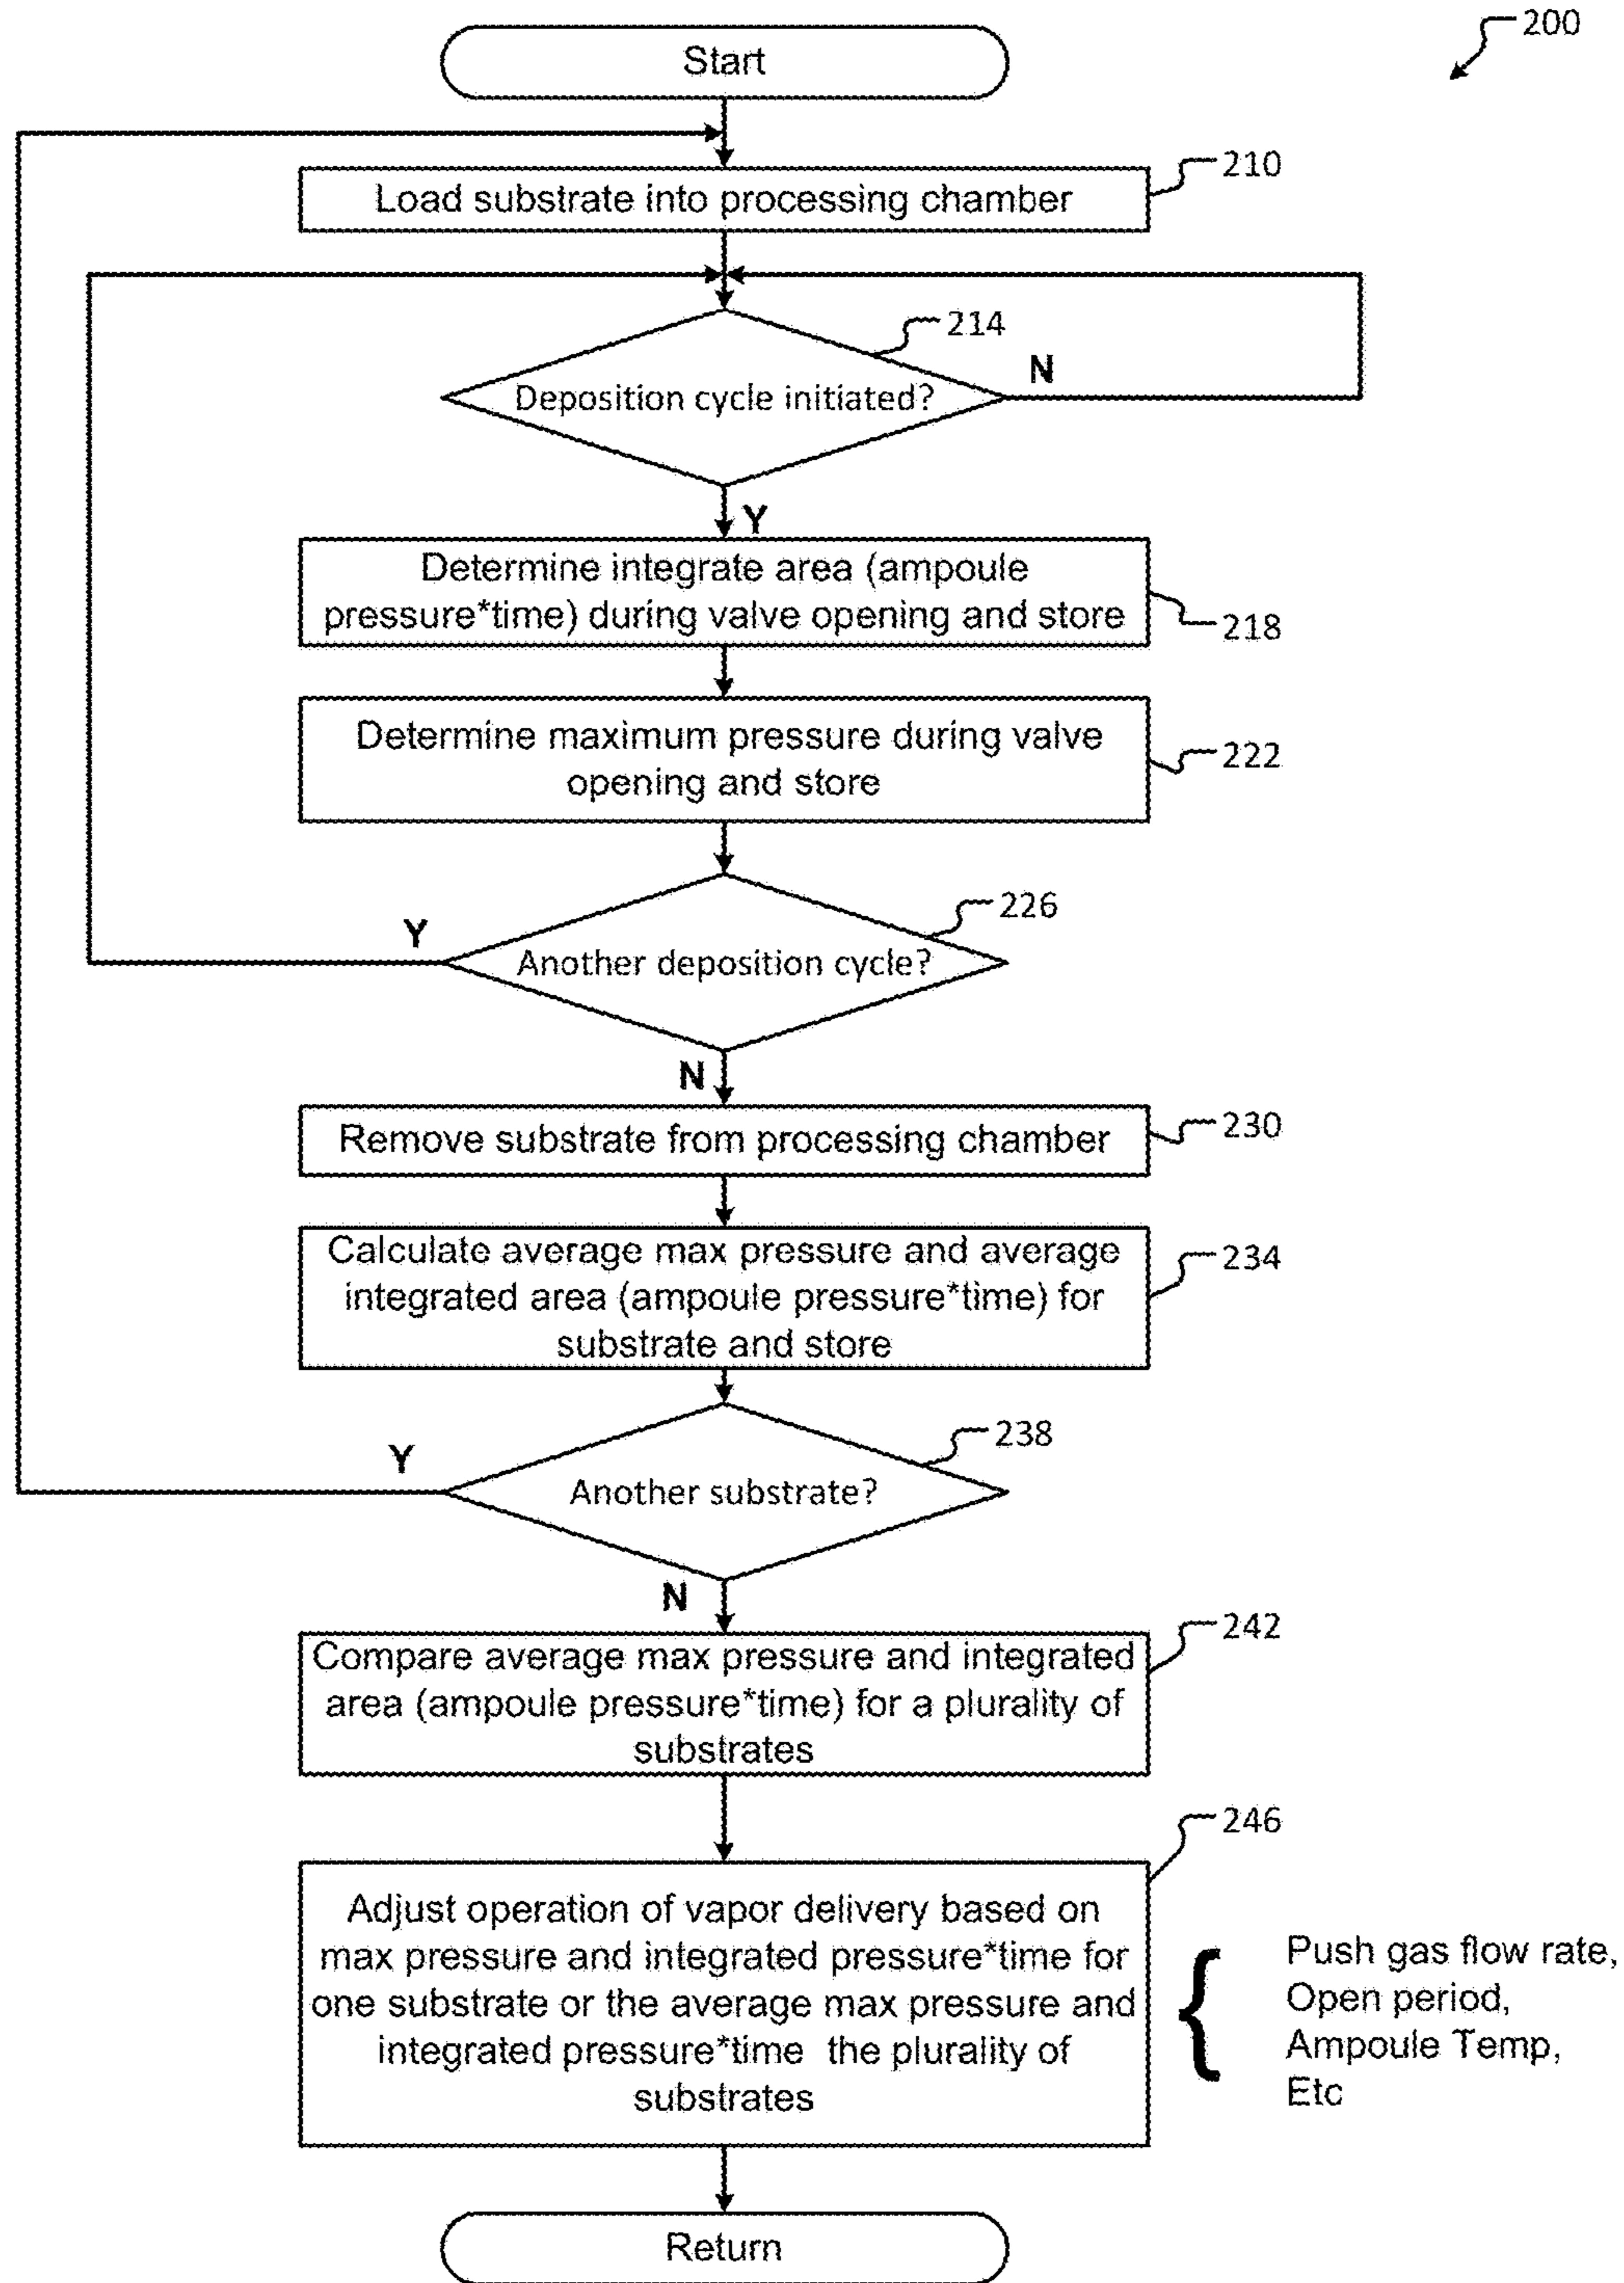 200
Start
Load substrate into processing chamber
210
214
Deposition cycle initiated?
N
Y
Determine integrate area (ampoule
pressure*time) during valve opening and store
218
Determine maximum pressure during valve
opening and store
222
226
Y
Another deposition cycle?
N
Remove substrate from processing chamber
230
Calculate average max pressure and average
integrated area (ampoule pressure*time) for
substrate and store
234
238
Y
Another substrate?
N
Compare average max pressure and integrated
area (ampoule pressure*time) for a plurality of
substrates
242
246
Adjust operation of vapor delivery based on
max pressure and integrated pressure*time for
one substrate or the average max pressure and
integrated pressure*time the plurality of
substrates
{
Push gas flow rate,
Open period,
Ampoule Temp,
Etc
Return